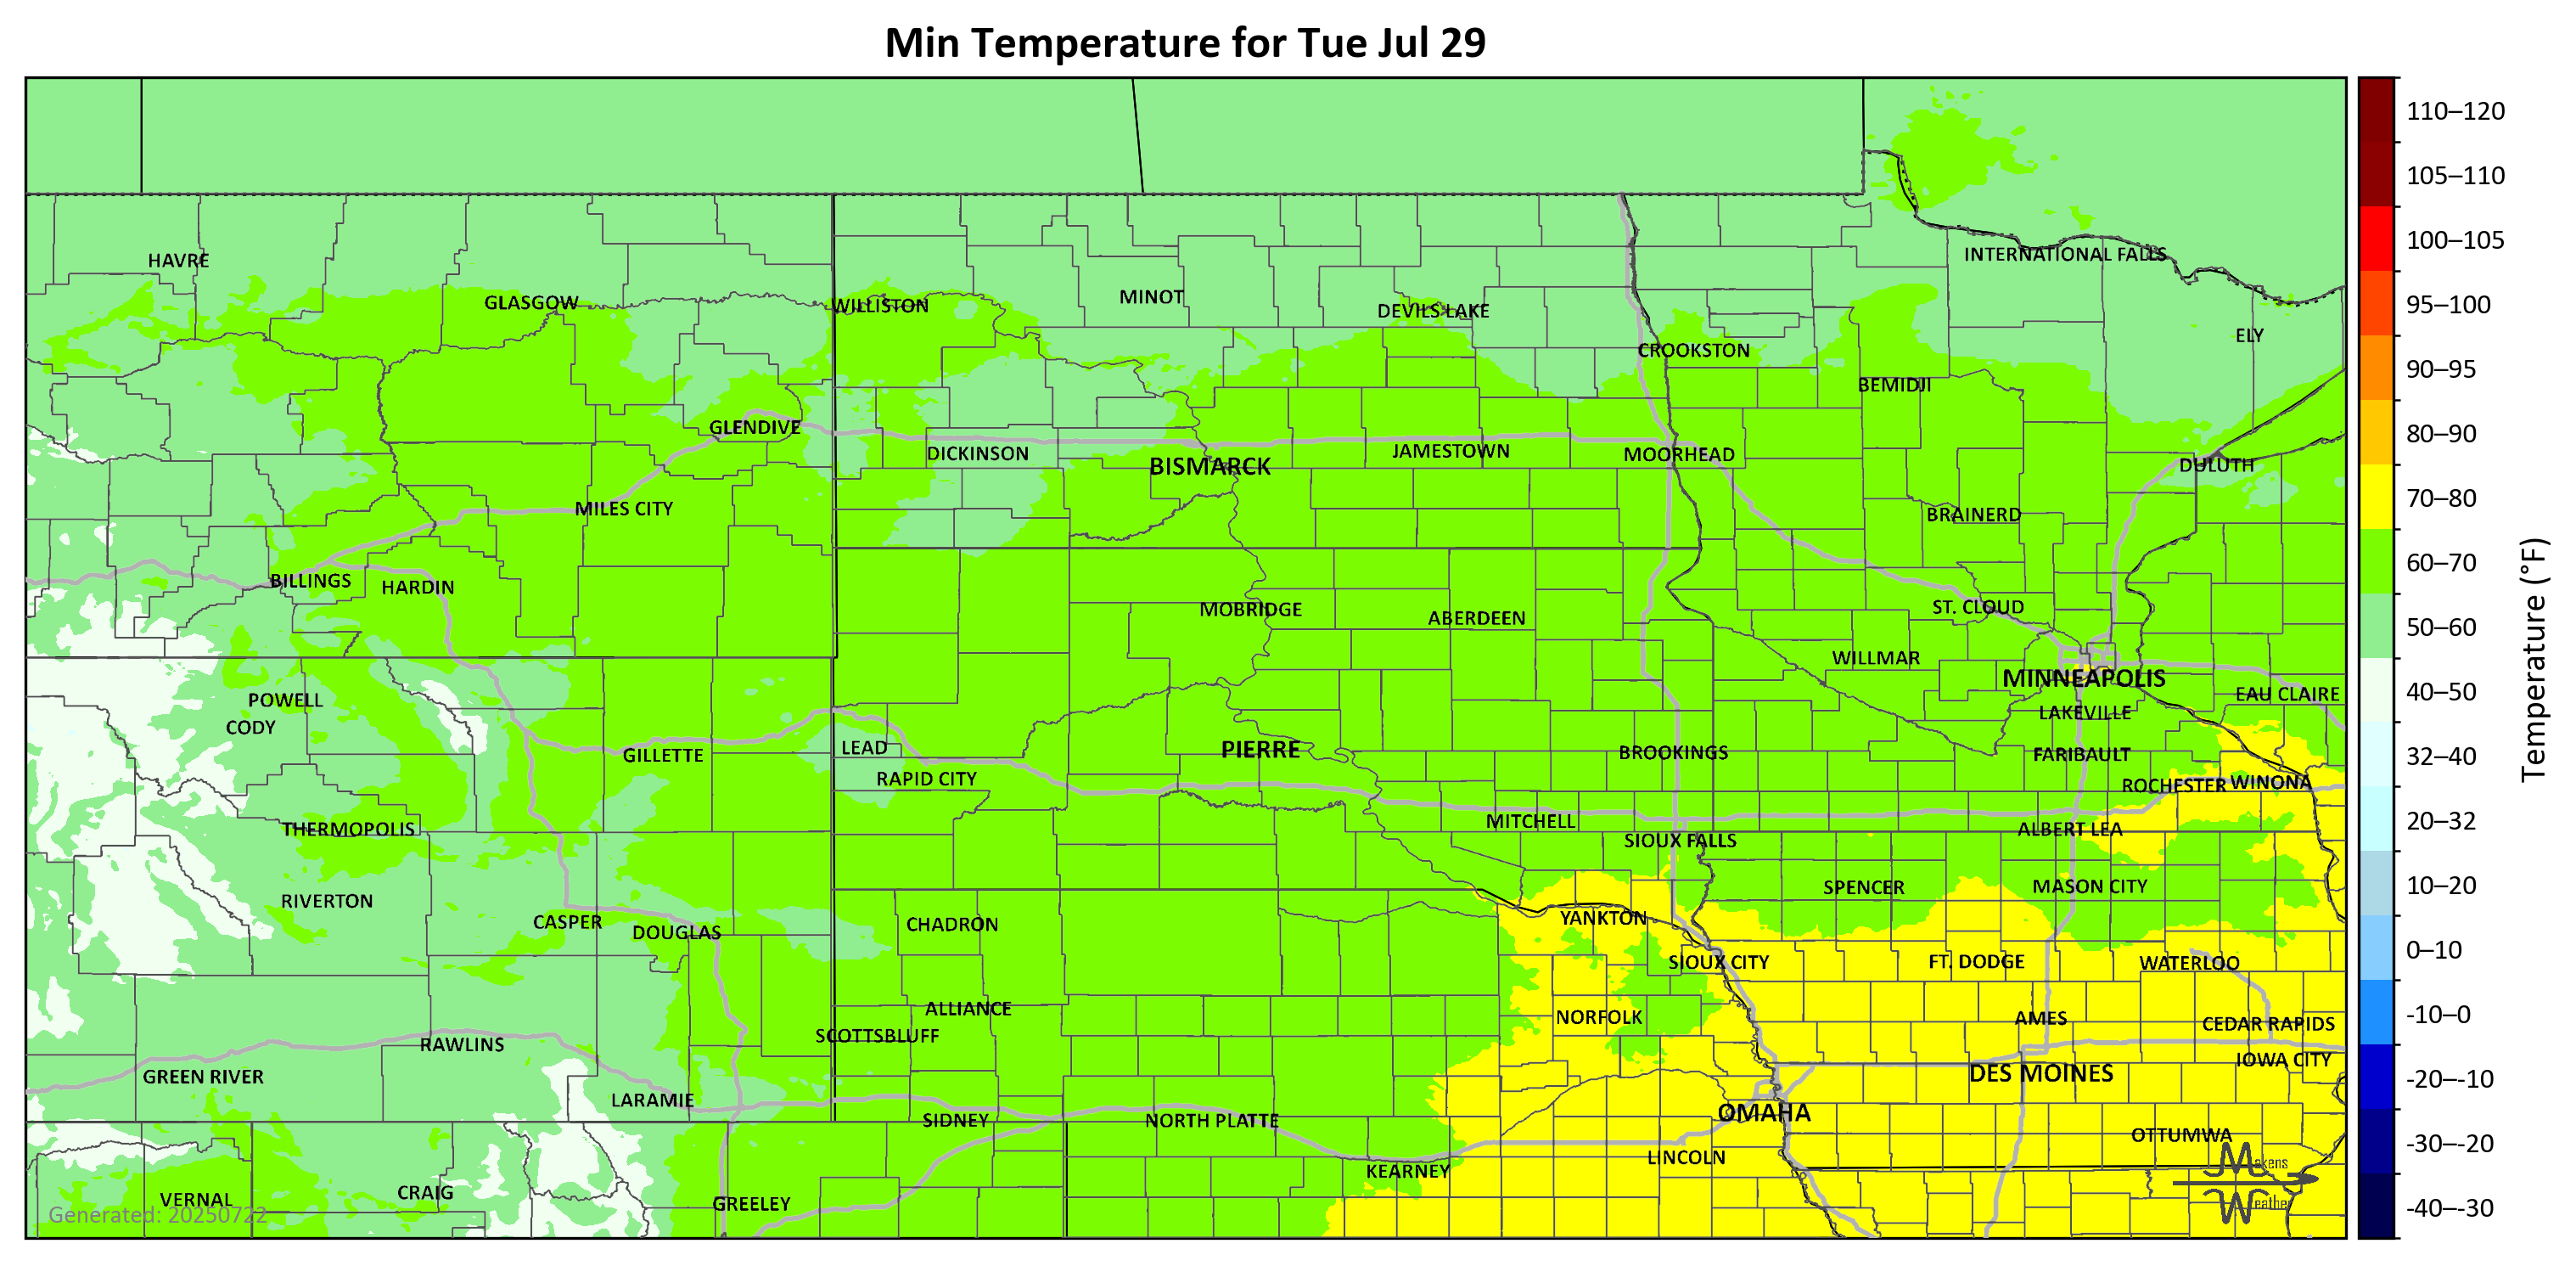 Min Temperature for Tue Jul 29
110–120
105–110
100–105
INTERNATIONAL FALLS
HAVRE
MINOT
95–100
GLASGOW
WILLISTON
DEVILS LAKE
ELY
CROOKSTON
90–95
BEMIDJI
GLENDIVE
80–90
DICKINSON
JAMESTOWN
MOORHEAD
BISMARCK
DULUTH
70–80
MILES CITY
BRAINERD
60–70
BILLINGS
HARDIN
MOBRIDGE
ABERDEEN
ST. CLOUD
50–60
Temperature (°F)
WILLMAR
MINNEAPOLIS
40–50
POWELL
EAU CLAIRE
CODY
LAKEVILLE
LEAD
PIERRE
BROOKINGS
FARIBAULT
32–40
GILLETTE
RAPID CITY
ROCHESTER
WINONA
THERMOPOLIS
MITCHELL
ALBERT LEA
20–32
SIOUX FALLS
SPENCER
MASON CITY
10–20
RIVERTON
CASPER
DOUGLAS
CHADRON
YANKTON
SIOUX CITY
FT. DODGE
WATERLOO
0–10
ALLIANCE
NORFOLK
AMES
CEDAR RAPIDS
-10–0
SCOTTSBLUFF
RAWLINS
IOWA CITY
GREEN RIVER
DES MOINES
-20–-10
LARAMIE
OMAHA
SIDNEY
NORTH PLATTE
OTTUMWA
-30–-20
LINCOLN
KEARNEY
Makens
VERNAL
CRAIG
GREELEY
Weather
-40–-30
Generated: 20250722